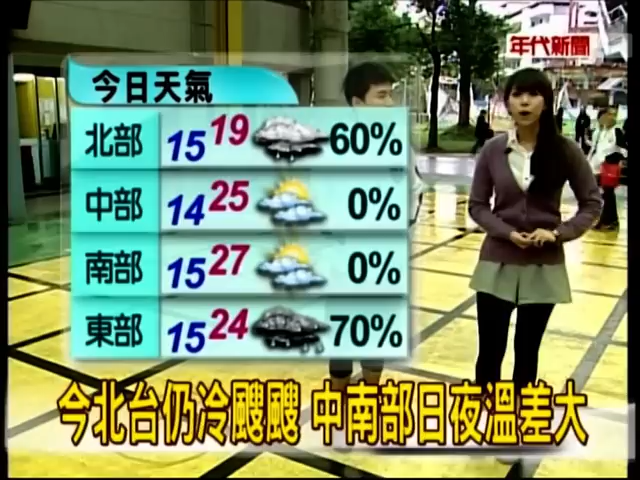 年代新聞
今日天氣
北部 15 19 60%
中部 14 25 0%
南部 15 27 0%
東部 15 24 70%
今北台仍冷颼颼 中南部日夜溫差大